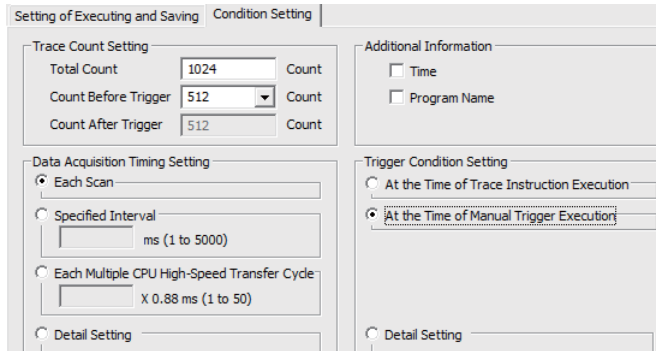 Setting of Executing and Saving Condition Setting
Trace Count Setting
Total Count 1024 Count
Count Before Trigger 512 Count
Count After Trigger 512 Count
Additional Information
Time
Program Name
Data Acquisition Timing Setting
Each Scan
Specified Interval
ms (1 to 5000)
Each Multiple CPU High-Speed Transfer Cycle
X 0.88 ms (1 to 50)
Detail Setting
Trigger Condition Setting
At the Time of Trace Instruction Execution
At the Time of Manual Trigger Execution
Detail Setting